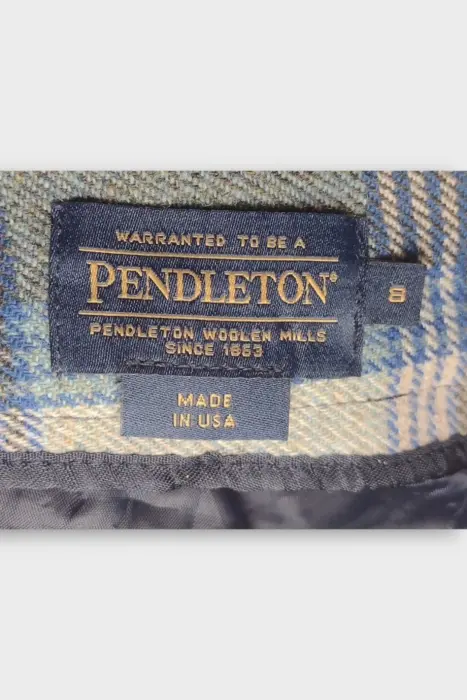 WARRANTED TO BE A
PENDLETON®
PENDLETON WOOLEN MILLS
SINCE 1863
8
MADE
IN USA